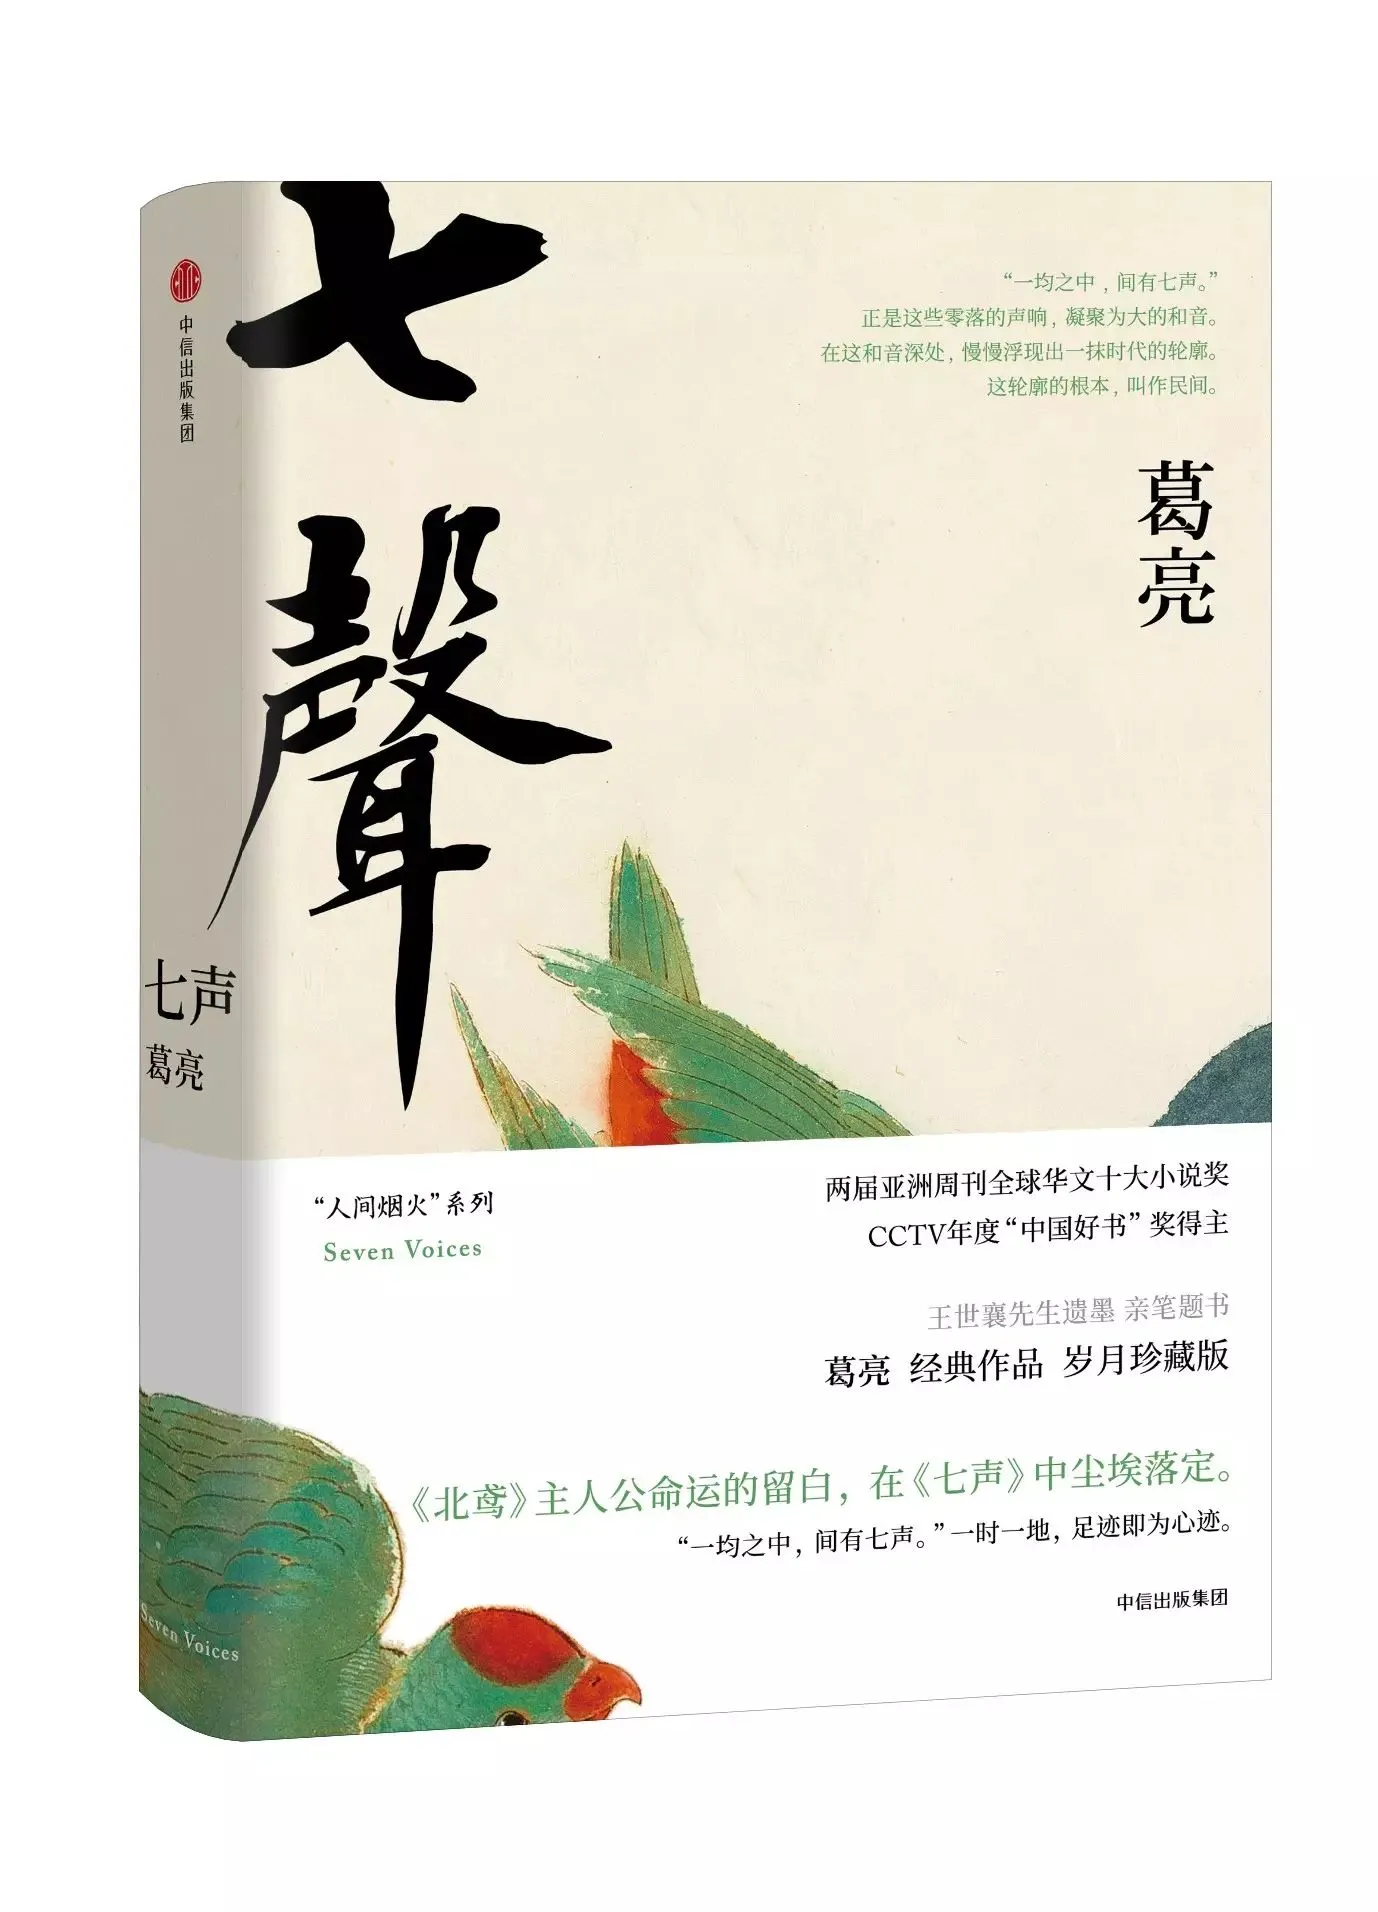 中信出版集团
七声
葛亮
Seven Voices
七聲
“一均之中，间有七声。”
正是这些零落的声响，凝聚为大的和音。
在这和音深处，慢慢浮现出一抹时代的轮廓。
这轮廓的根本，叫作民间。
葛亮
“人间烟火”系列
Seven Voices
两届亚洲周刊全球华文十大小说奖
CCTV年度“中国好书”奖得主
王世襄先生遗墨 亲笔题书
葛亮 经典作品 岁月珍藏版
《北鸢》主人公命运的留白，在《七声》中尘埃落定。
“一均之中，间有七声。”一时一地，足迹即为心迹。
中信出版集团